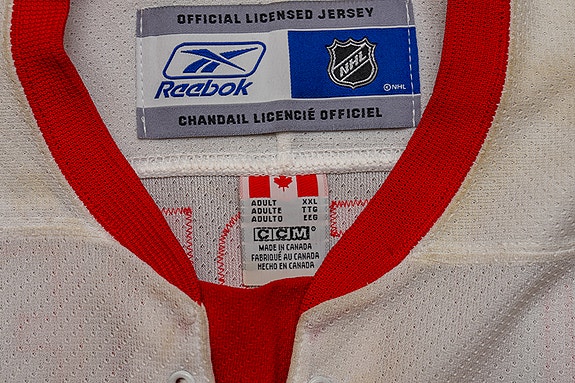 OFFICIAL LICENSED JERSEY
Reebok
NHL
©NHL
CHANDAIL LICENCIÉ OFFICIEL
ADULT XXL
ADULTE TTG
ADULTO EEG
CCM®
MADE IN CANADA
FABRIQUÉ AU CANADA
HECHO EN CANADA